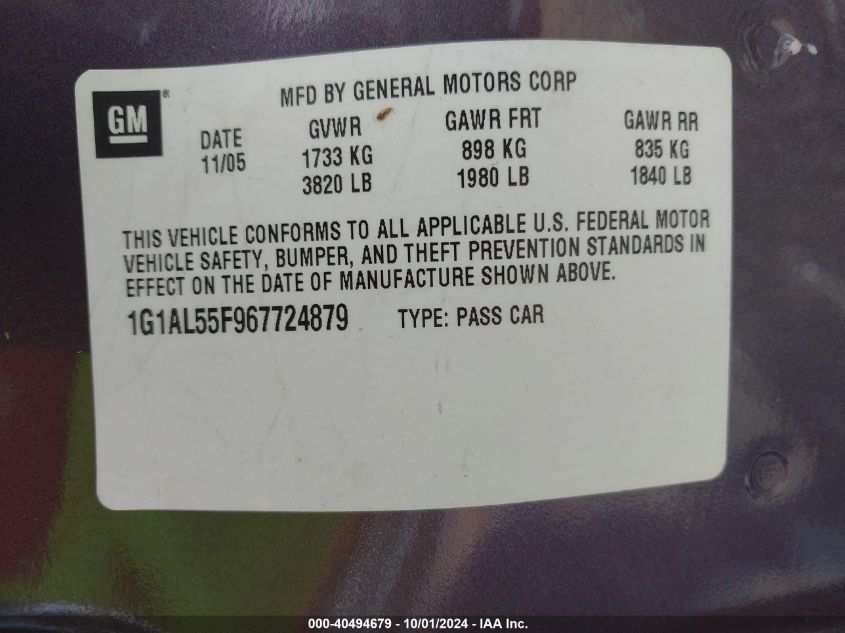 MFD BY GENERAL MOTORS CORP
GM ®
DATE GVWR GAWR FRT GAWR RR
11/05 1733 KG 898 KG 835 KG
3820 LB 1980 LB 1840 LB
THIS VEHICLE CONFORMS TO ALL APPLICABLE U.S. FEDERAL MOTOR
VEHICLE SAFETY, BUMPER, AND THEFT PREVENTION STANDARDS IN
EFFECT ON THE DATE OF MANUFACTURE SHOWN ABOVE.
1G1AL55F967724879 TYPE: PASS CAR
000-40494679 - 10/01/2024 - IAA Inc.